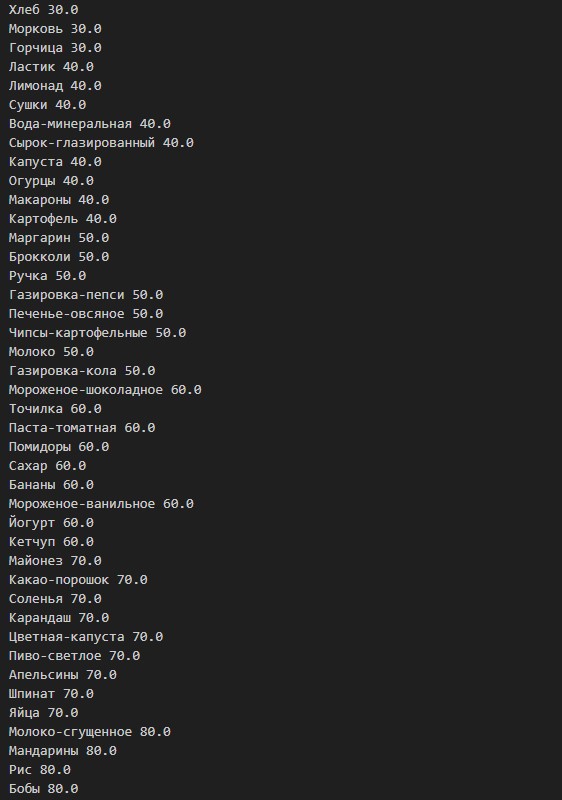 Хлеб 30.0
Морковь 30.0
Горчица 30.0
Ластик 40.0
Лимонад 40.0
Сушки 40.0
Вода-минеральная 40.0
Сырок-глазированный 40.0
Капуста 40.0
Огурцы 40.0
Макароны 40.0
Картофель 40.0
Маргарин 50.0
Брокколи 50.0
Ручка 50.0
Газировка-пепси 50.0
Печенье-овсяное 50.0
Чипсы-картофельные 50.0
Молоко 50.0
Газировка-кола 50.0
Мороженое-шоколадное 60.0
Точилка 60.0
Паста-томатная 60.0
Помидоры 60.0
Сахар 60.0
Бананы 60.0
Мороженое-ванильное 60.0
Йогурт 60.0
Кетчуп 60.0
Майонез 70.0
Какао-порошок 70.0
Соленья 70.0
Карандаш 70.0
Цветная-капуста 70.0
Пиво-светлое 70.0
Апельсины 70.0
Шпинат 70.0
Яйца 70.0
Молоко-сгущенное 80.0
Мандарины 80.0
Рис 80.0
Бобы 80.0